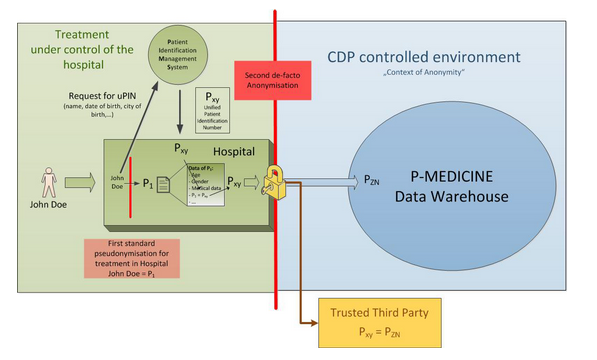 Treatment
under control of the
hospital
Patient
Identification
Management
System
Request for uPIN
(name, date of birth, city of
birth,...)
Pxy
Unified
Patient
Identification
Number
Second de-facto
Anonymisation
CDP controlled environment
„Context of Anonymity“
Pxy
Hospital
John
Doe
P1
Data of P1:
- Age
- Gender
- Medical data
- P1 = Pxy
- ...
Pxy
PZN
P-MEDICINE
Data Warehouse
John Doe
First standard
pseudonymisation for
treatment in Hospital
John Doe = P1
Trusted Third Party
Pxy = PZN